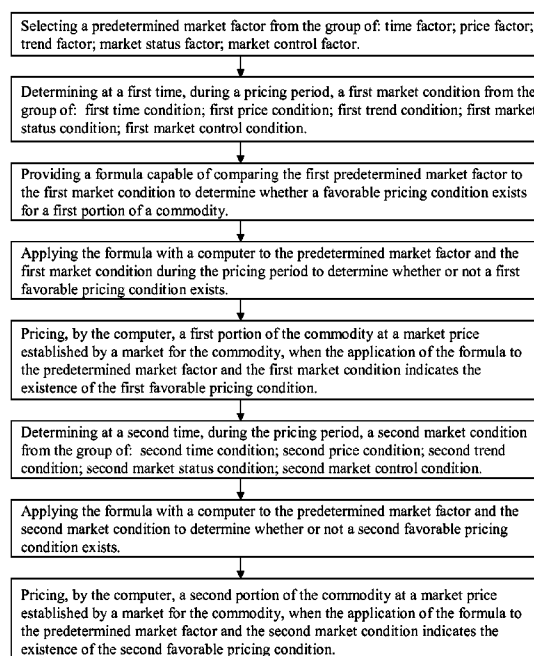 Selecting a predetermined market factor from the group of: time factor; price factor;
trend factor; market status factor; market control factor.
Determining at a first time, during a pricing period, a first market condition from the
group of: first time condition; first price condition; first trend condition; first market
status condition; first market control condition.
Providing a formula capable of comparing the first predetermined market factor to
the first market condition to determine whether a favorable pricing condition exists
for a first portion of a commodity.
Applying the formula with a computer to the predetermined market factor and the
first market condition during the pricing period to determine whether or not a first
favorable pricing condition exists.
Pricing, by the computer, a first portion of the commodity at a market price
established by a market for the commodity, when the application of the formula to
the predetermined market factor and the first market condition indicates the
existence of the first favorable pricing condition.
Determining at a second time, during the pricing period, a second market condition
from the group of: second time condition; second price condition; second trend
condition; second market status condition; second market control condition.
Applying the formula with a computer to the predetermined market factor and the
second market condition to determine whether or not a second favorable pricing
condition exists.
Pricing, by the computer, a second portion of the commodity at a market price
established by a market for the commodity, when the application of the formula to
the predetermined market factor and the second market condition indicates the
existence of the second favorable pricing condition.